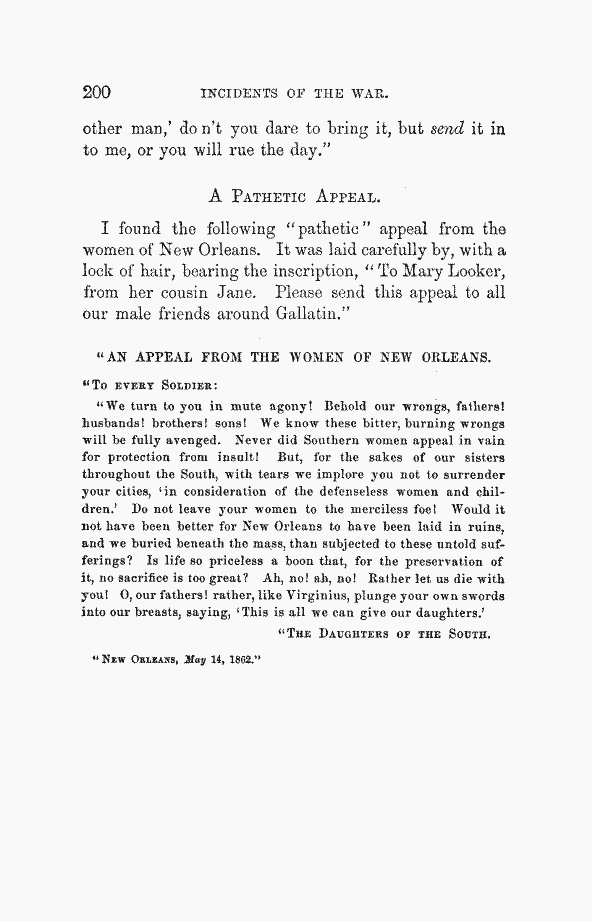 200 INCIDENTS OF THE WAR.
other man,' do n't you dare to bring it, but send it in
to me, or you will rue the day."
A PATHETIC APPEAL.
I found the following "pathetic" appeal from the
women of New Orleans. It was laid carefully by, with a
lock of hair, bearing the inscription, "To Mary Looker,
from her cousin Jane. Please send this appeal to all
our male friends around Gallatin."
"AN APPEAL FROM THE WOMEN OF NEW ORLEANS.
"TO EVERY SOLDIER:
"We turn to you in mute agony! Behold our wrongs, fathers!
husbands! brothers! sons! We know these bitter, burning wrongs
will be fully avenged. Never did Southern women appeal in vain
for protection from insult! But, for the sakes of our sisters
throughout the South, with tears we implore you not to surrender
your cities, 'in consideration of the defenseless women and chil-
dren.' Do not leave your women to the merciless foe! Would it
not have been better for New Orleans to have been laid in ruins,
and we buried beneath the mass, than subjected to these untold suf-
ferings? Is life so priceless a boon that, for the preservation of
it, no sacrifice is too great? Ah, no! ah, no! Rather let us die with
you! O, our fathers! rather, like Virginius, plunge your own swords
into our breasts, saying, 'This is all we can give our daughters.'
"THE DAUGHTERS OF THE SOUTH.
"NEW ORLEANS, May 14, 1862."